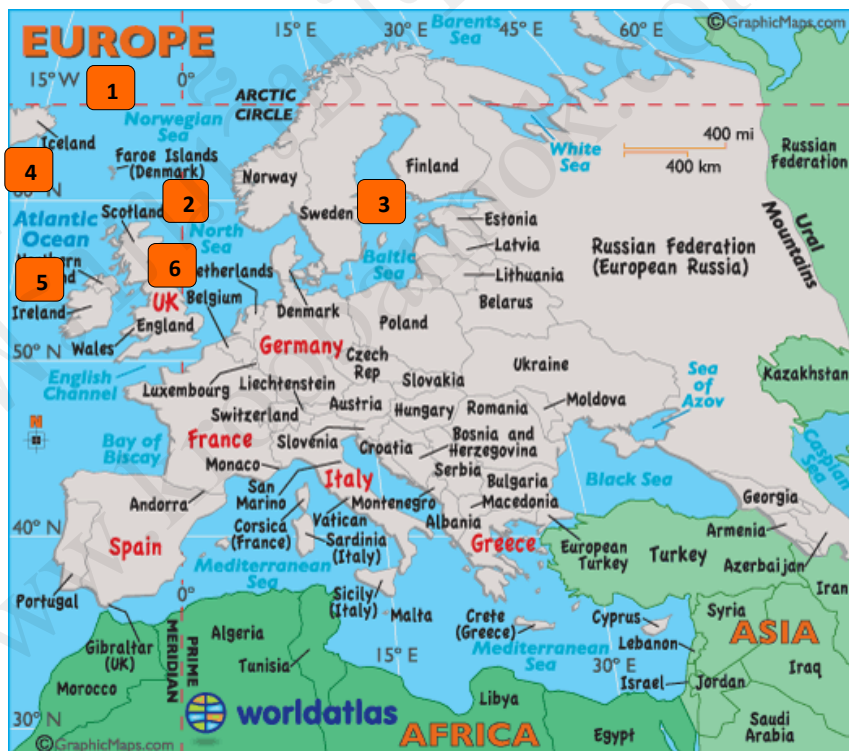 EUROPE
15° W
0°
15° E
Barents
Sea
45° E
60° E
©GraphicMaps.com
1
ARCTIC
CIRCLE
Norwegian
Sea
Iceland
Faroe Islands
(Denmark)
4
Norway
Finland
White
Sea
400 mi
400 km
Russian
Federation
Scotland
2
Sweden
3
Atlantic
Ocean
North
Sea
Estonia
Latvia
Lithuania
Belarus
Baltic
Sea
Russian Federation
(European Russia)
Ural
Mountains
5
6
UK
Ireland
England
Wales
Belgium
Denmark
Poland
50° N
English
Channel
Germany
Czech
Rep
Ukraine
Sea
of
Azov
Kazakhstan
Luxembourg
Liechtenstein
Slovakia
Switzerland
Austria
Hungary
Romania
Moldova
N
Bay of
Biscay
France
Slovenia
Croatia
Bosnia and
Herzegovina
Caspian
Sea
Monaco
San
Marino
Italy
Serbia
Bulgaria
Black Sea
Andorra
Corsica
(France)
Vatican
Montenegro
Macedonia
Georgia
40° N
Spain
Sardinia
(Italy)
Albania
Greece
European
Turkey
Turkey
Armenia
Azerbaijan
Mediterranean
Sea
Iran
Portugal
0°
Sicily
(Italy)
Malta
Crete
(Greece)
Cyprus
Syria
ASIA
Gibraltar
(UK)
PRIME
MERIDIAN
Algeria
Tunisia
15° E
Mediterranean
Sea
30° E
Lebanon
Israel
Jordan
Iraq
Morocco
worldatlas
Libya
Saudi
Arabia
30° N
AFRICA
Egypt
©GraphicMaps.com